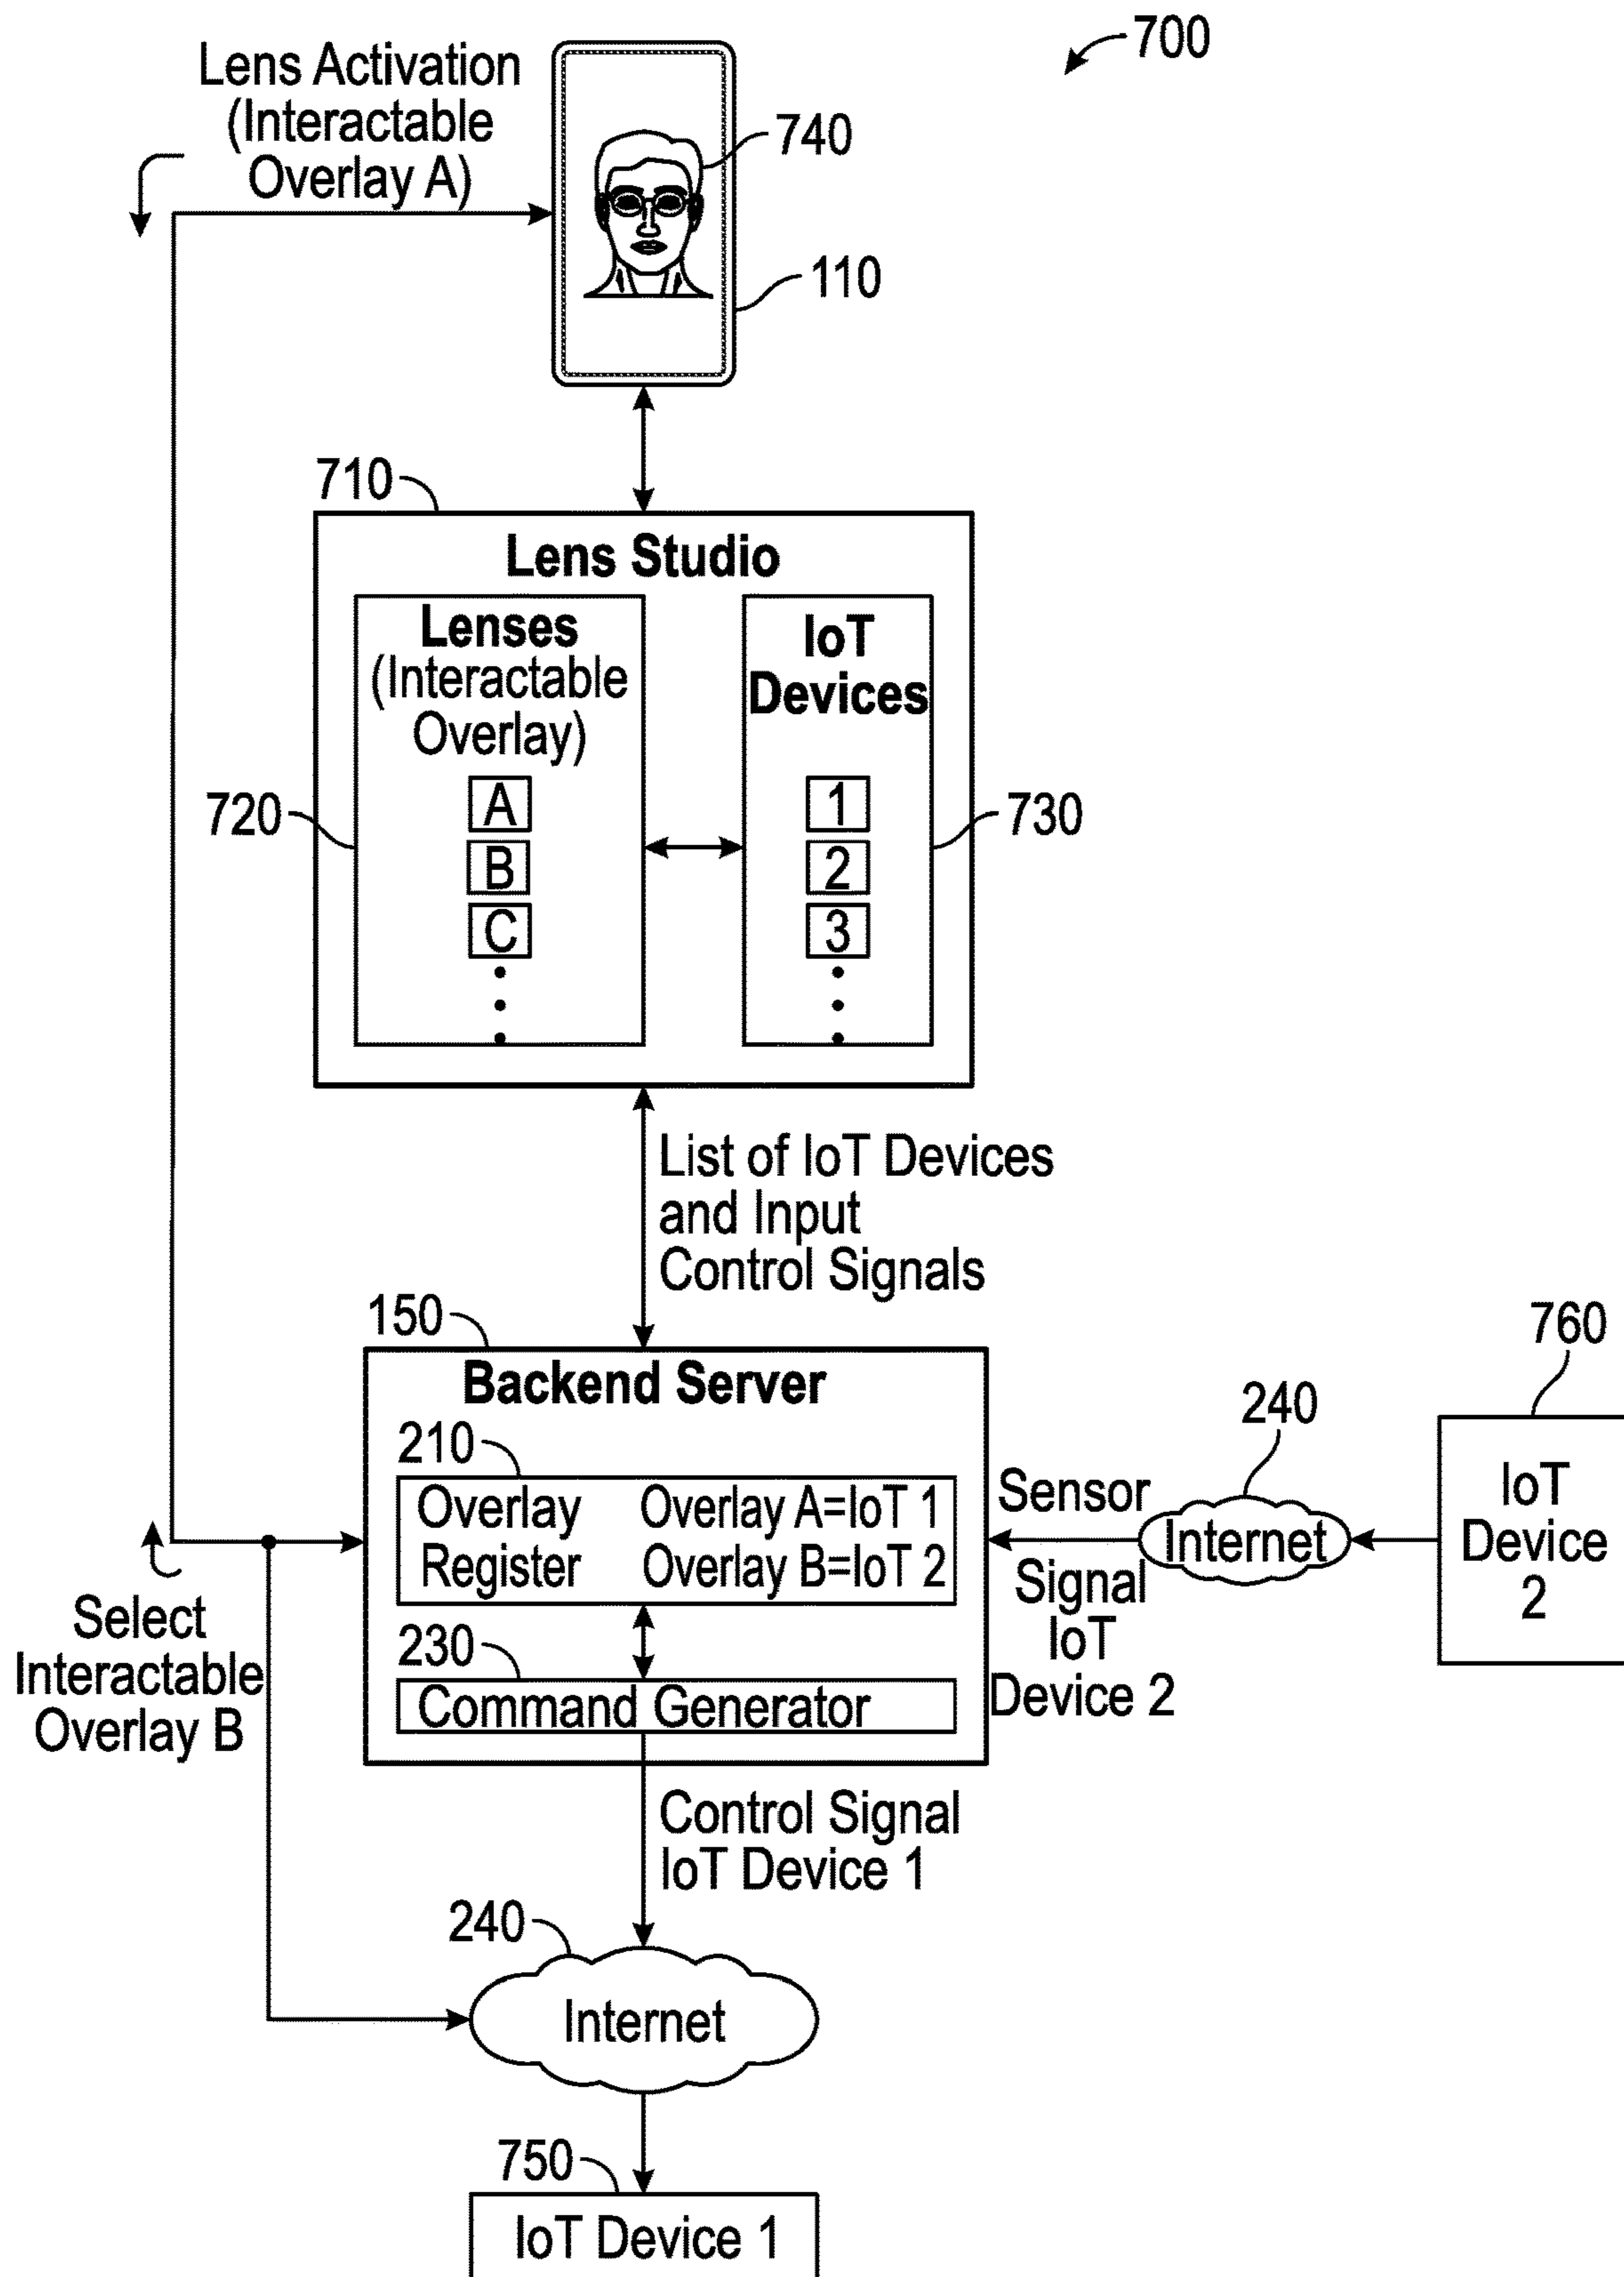 700
Lens Activation
(Interactable
Overlay A)
740
110
710
Lens Studio
Lenses
(Interactable
Overlay)
A
B
C
720
IoT
Devices
1
2
3
730
List of IoT Devices
and Input
Control Signals
150
Backend Server
210
Overlay Overlay A=IoT 1
Register Overlay B=IoT 2
230
Command Generator
Select
Interactable
Overlay B
Sensor
Signal
IoT
Device 2
240
Internet
760
IoT
Device
2
Control Signal
IoT Device 1
240
Internet
750
IoT Device 1